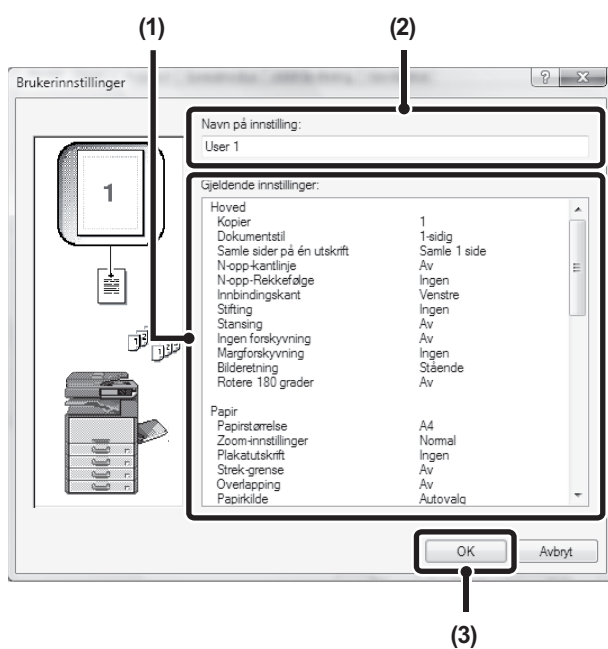 (1) (2)
Brukerinnstillinger
Navn på innstilling:
User 1
1
Gjeldende innstillinger:
Hoved
Kopier 1
Dokumentstil 1-sidig
Samle sider på én utskrift Samle 1 side
N-opp-kantlinje Av
N-opp-Rekkefølge Ingen
Innbindingskant Venstre
Stifting Ingen
Stansing Av
Ingen forskyvning Av
Margforskyvning Ingen
Bilderetning Stående
Rotere 180 grader Av
Papir
Papirstørrelse A4
Zoom-innstillinger Normal
Plakatutskrift Ingen
Strek-grense Av
Overlapping Av
Papirkilde Autovalg
OK Avbryt
(3)